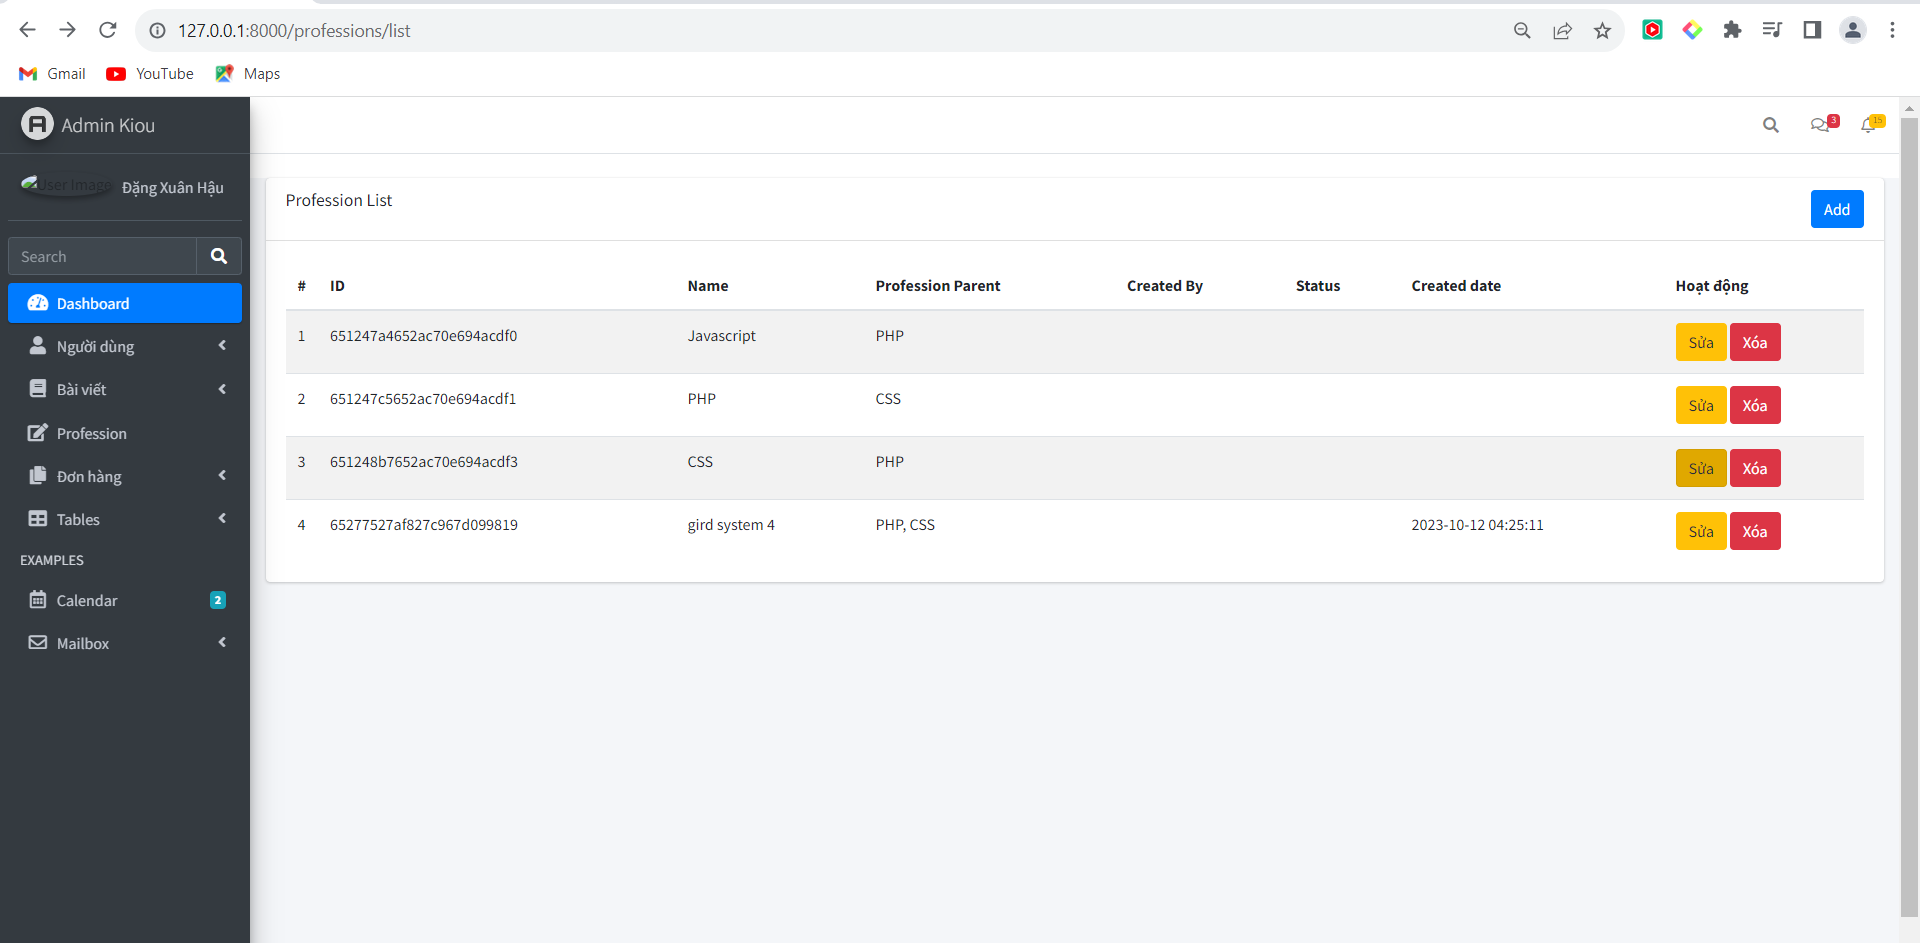 127.0.0.1:8000/professions/list
Gmail YouTube Maps
Admin Kiou
3
15
User Image Đặng Xuân Hậu
Search
Dashboard
Người dùng
Bài viết
Profession
Đơn hàng
Tables
EXAMPLES
Calendar 2
Mailbox
Profession List Add
# ID Name Profession Parent Created By Status Created date Hoạt động
1 651247a4652ac70e694acdf0 Javascript PHP Sửa Xóa
2 651247c5652ac70e694acdf1 PHP CSS Sửa Xóa
3 651248b7652ac70e694acdf3 CSS PHP Sửa Xóa
4 65277527af827c967d099819 gird system 4 PHP, CSS 2023-10-12 04:25:11 Sửa Xóa